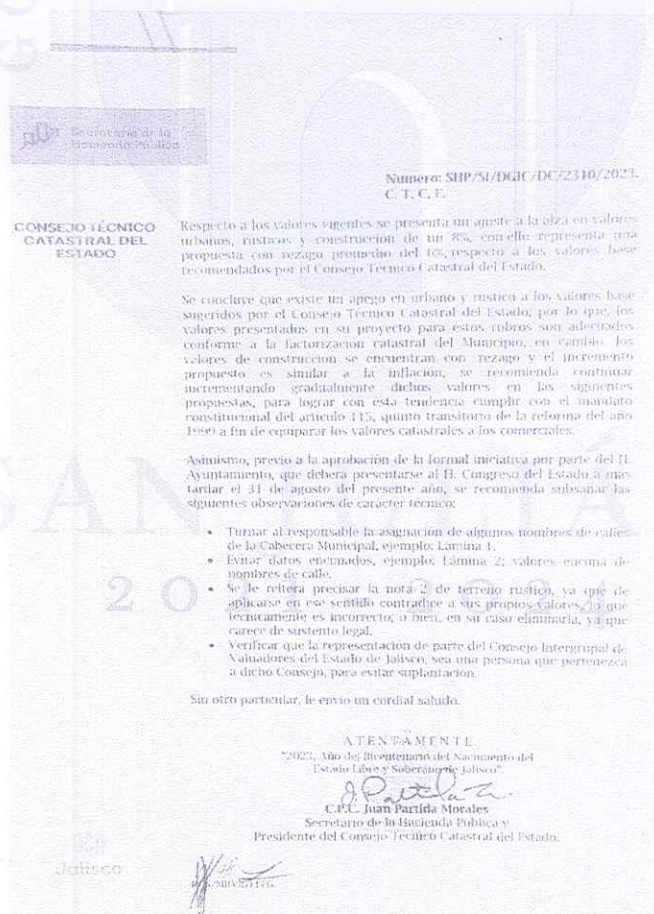 17
Secretaría de la
Hacienda Pública
Numero: SHP/SI/DGIC/DC/2310/2023.
C. T. C. E.
CONSEJO TÉCNICO
CATASTRAL DEL
ESTADO
Respecto a los valores vigentes se presenta un ajuste a la alza en valores
urbanos, rusticos y construcción de un 8%, con ello representa una
propuesta con rezago promedio del 6%, respecto a los valores base
recomendados por el Consejo Técnico Catastral del Estado.
Se concluye que existe un apego en urbano y rustico a los valores base
sugeridos por el Consejo Técnico Catastral del Estado; por lo que, los
valores presentados en su proyecto para estos rubros son adecuados
conforme a la factorización catastral del Municipio, en cambio, los
valores de construcción se encuentran con rezago y el incremento
propuesto es similar a la inflación, se recomienda continuar
incrementando gradualmente dichos valores en las siguientes
propuestas, para lograr con ésta tendencia cumplir con el mandato
constitucional del articulo 115, quinto transitorio de la reforma del año
1999 a fin de equiparar los valores catastrales a los comerciales.
Asimismo, previo a la aprobación de la formal iniciativa por parte del H.
Ayuntamiento, que deberá presentarse al H. Congreso del Estado a más
tardar el 31 de agosto del presente año, se recomienda subsanar las
siguientes observaciones de carácter técnico:
• Turnar al responsable la asignación de algunos nombres de calles
de la Cabecera Municipal, ejemplo: Lámina 1.
• Evitar datos encimados, ejemplo: Lámina 2; valores encima de
nombres de calle.
• Se le reitera precisar la nota 2 de terreno rustico, ya que de
aplicarse en ese sentido contradice a sus propios valores, lo que
técnicamente es incorrecto; o bien, en su caso eliminarla, ya que
carece de sustento legal.
• Verificar que la representación de parte del Consejo Intergrupal de
Valuadores del Estado de Jalisco, sea una persona que pertenezca
a dicho Consejo, para evitar suplantación.
Sin otro particular, le envío un cordial saludo.
ATENTAMENTE
"2023, Año del Bicentenario del Nacimiento del
Estado Libre y Soberano de Jalisco".
C.P.C. Juan Partida Morales
Secretario de la Hacienda Pública y
Presidente del Consejo Técnico Catastral del Estado.
Jalisco
SAN
2021 2024